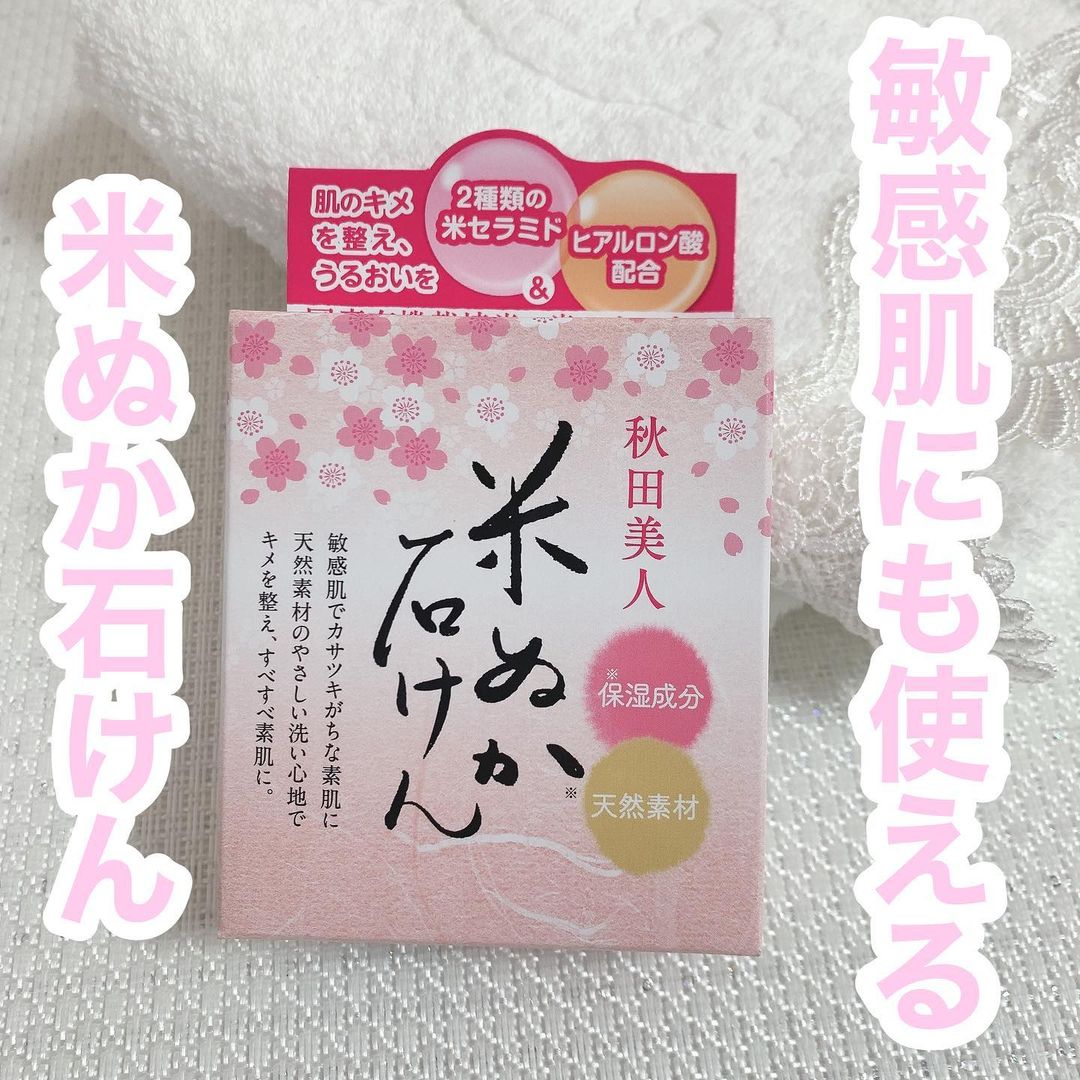 敏感肌にも使える
米ぬか石けん
肌のキメ
を整え、
うるおいを
2種類の
米セラミド
&
ヒアルロン酸
配合
秋田美人
米ぬか※
石けん
※保湿成分
天然素材
敏感肌でカサツキがちな素肌に
天然素材のやさしい洗い心地で
キメを整え、すべすべ素肌に。